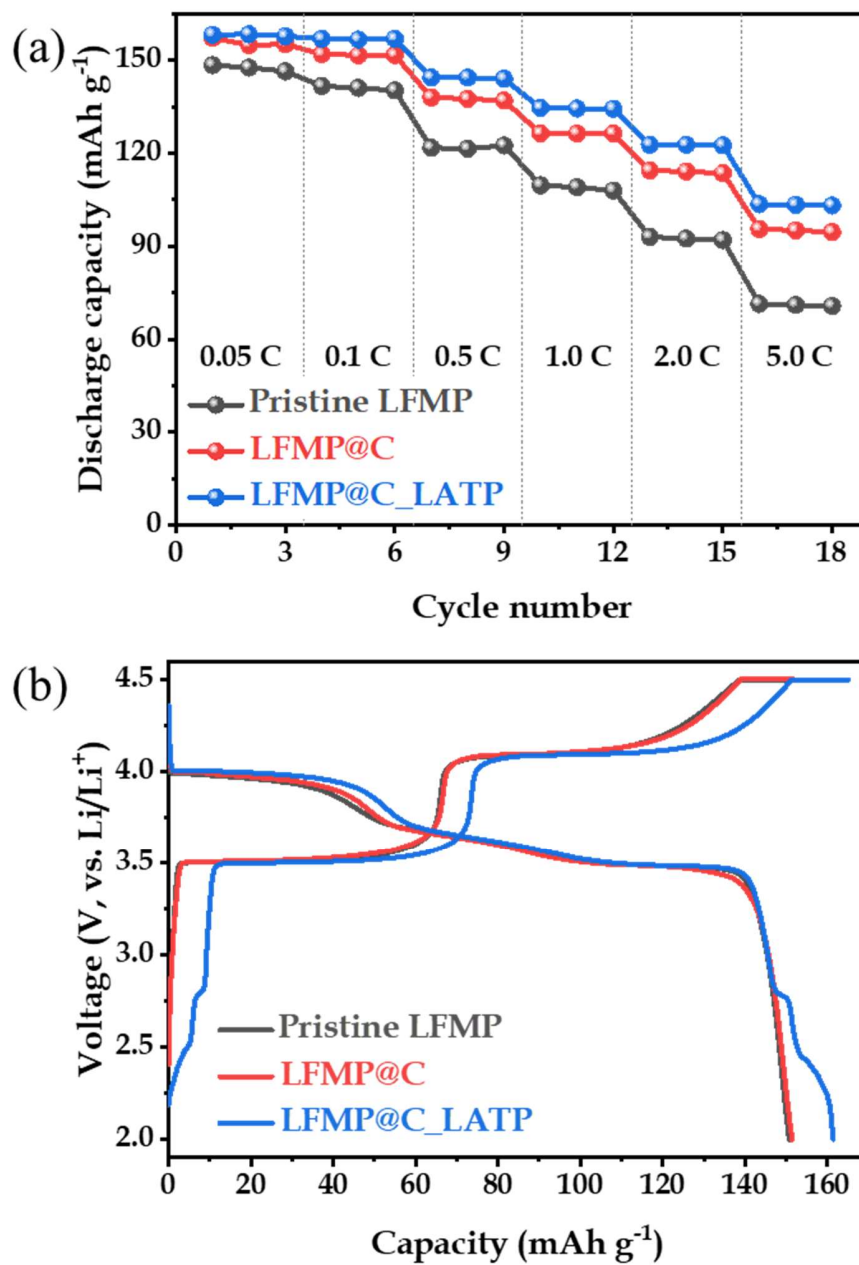 (a)
Discharge capacity (mAh g⁻¹)
150
120
90
60
30
0
0.05 C 0.1 C 0.5 C 1.0 C 2.0 C 5.0 C
Pristine LFMP
LFMP@C
LFMP@C_LATP
0 3 6 9 12 15 18
Cycle number
(b)
Voltage (V, vs. Li/Li⁺)
4.5
4.0
3.5
3.0
2.5
2.0
Pristine LFMP
LFMP@C
LFMP@C_LATP
0 20 40 60 80 100 120 140 160
Capacity (mAh g⁻¹)